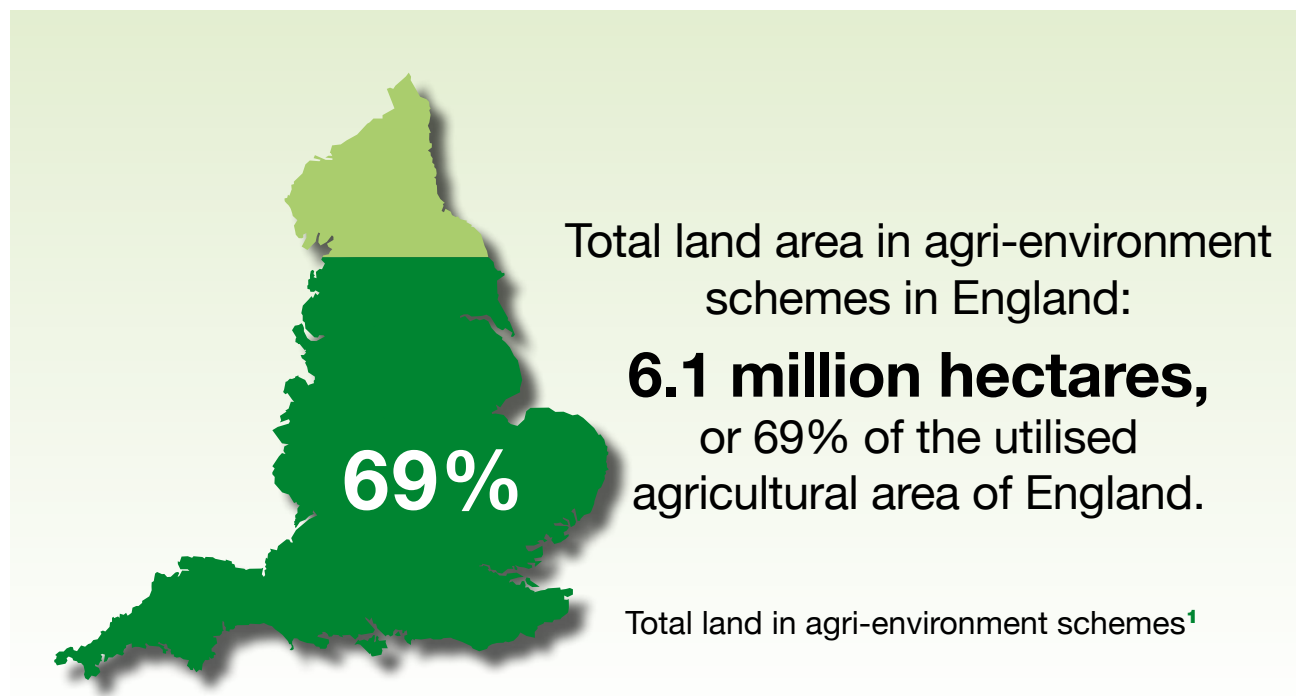 69%
Total land area in agri-environment
schemes in England:
6.1 million hectares,
or 69% of the utilised
agricultural area of England.
Total land in agri-environment schemes¹